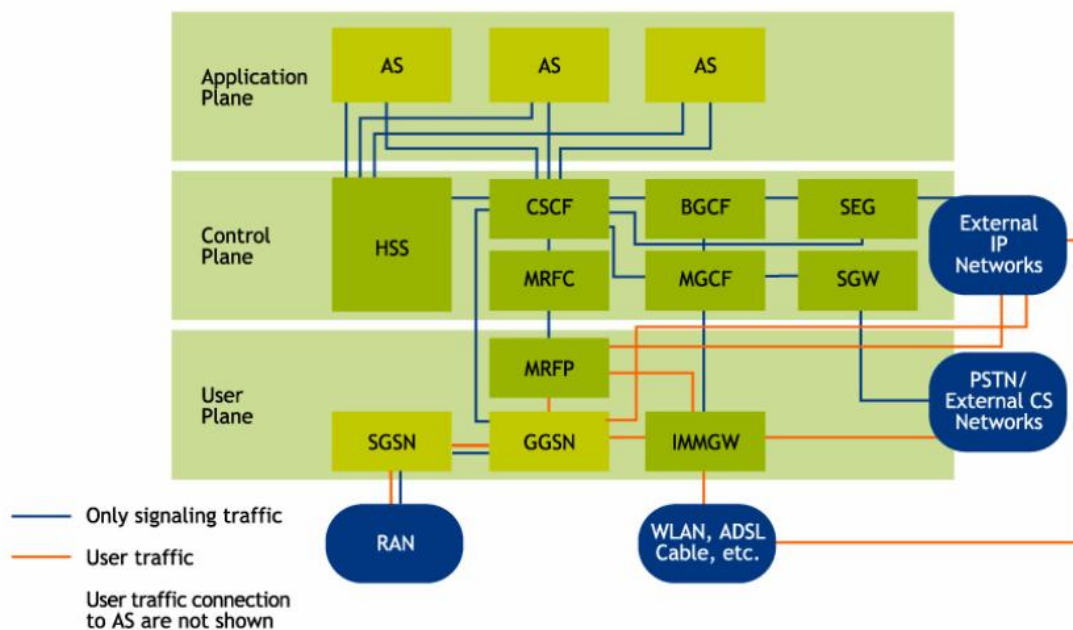 Application
Plane
AS
AS
AS
Control
Plane
HSS
CSCF
BGCF
SEG
MRFC
MGCF
SGW
External
IP
Networks
User
Plane
MRFP
SGSN
GGSN
IMMGW
PSTN/
External CS
Networks
RAN
WLAN, ADSL
Cable, etc.
Only signaling traffic
User traffic
User traffic connection
to AS are not shown